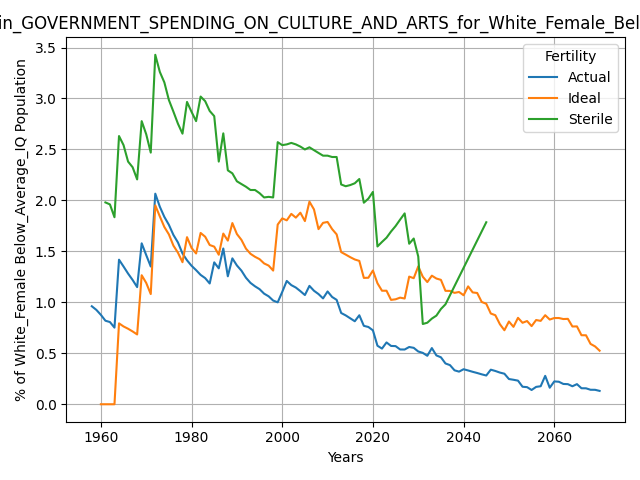 in_GOVERNMENT_SPENDING_ON_CULTURE_AND_ARTS_for_White_Female_Bel
% of White_Female Below_Average_IQ Population
3.5
3.0
2.5
2.0
1.5
1.0
0.5
0.0
Fertility
Actual
Ideal
Sterile
1960 1980 2000 2020 2040 2060
Years